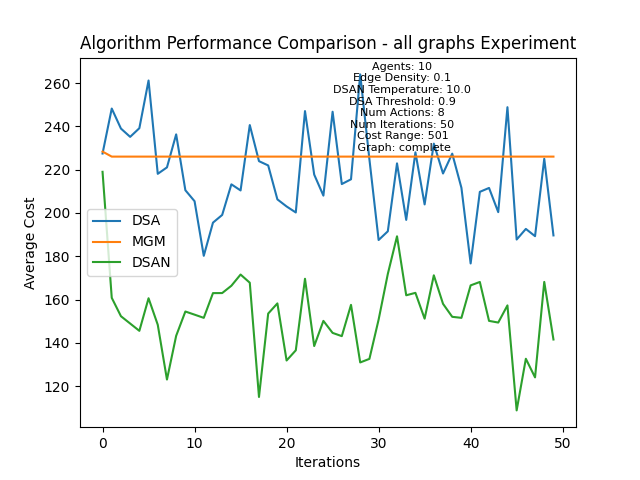 Algorithm Performance Comparison - all graphs Experiment
Agents: 10
Edge Density: 0.1
DSAN Temperature: 10.0
DSA Threshold: 0.9
Num Actions: 8
Num Iterations: 50
Cost Range: 501
Graph: complete
260
240
220
200
180
160
140
120
Average Cost
DSA
MGM
DSAN
0 10 20 30 40 50
Iterations